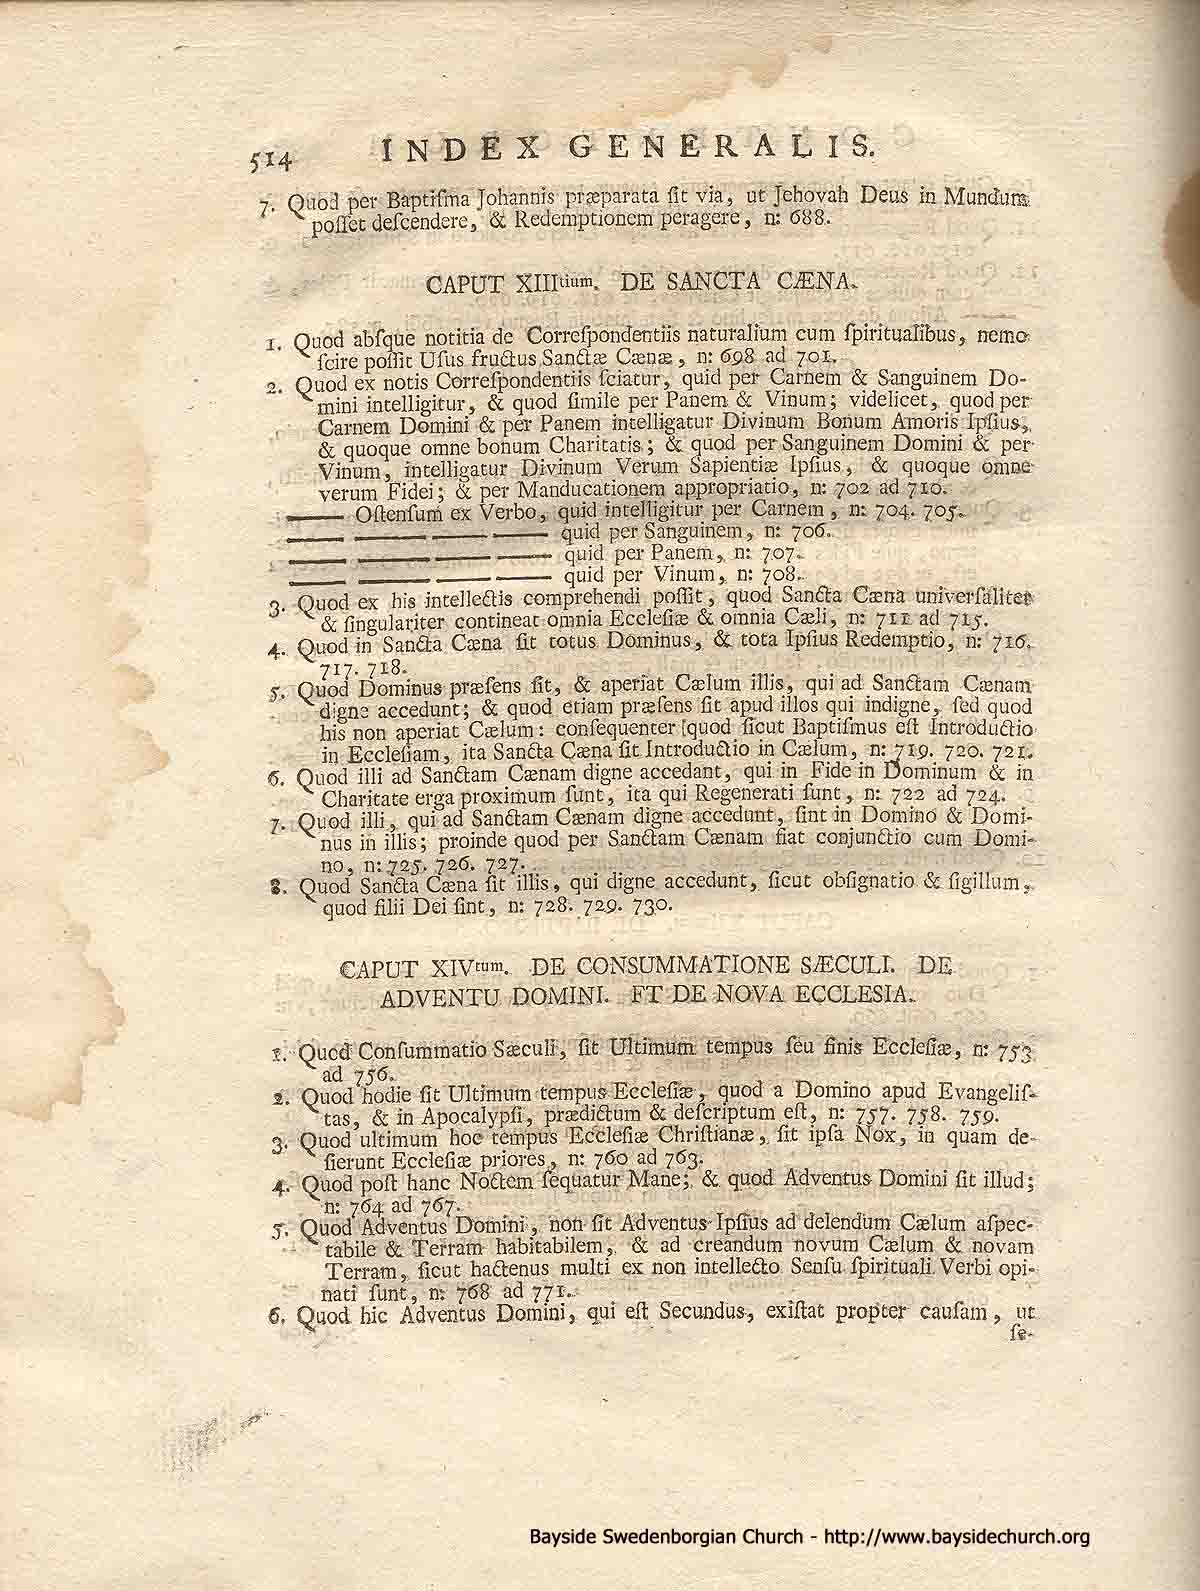 514 INDEX GENERALIS.
7. Quod per Baptiſma Johannis præparata ſit via, ut Jehovah Deus in Mundum
poſſet deſcendere, & Redemptionem peragere, n: 688.
CAPUT XIIItium. DE SANCTA CÆNA.
1. Quod abſque notitia de Correſpondentiis naturalium cum ſpiritualibus, nemo
ſcire poſſit Uſus fructus Sanctæ Cænæ, n: 698 ad 701.
2. Quod ex notis Correſpondentiis ſciatur, quid per Carnem & Sanguinem Do-
mini intelligitur, & quod ſimile per Panem & Vinum; videlicet, quod per
Carnem Domini & per Panem intelligatur Divinum Bonum Amoris Ipſius,
& quoque omne bonum Charitatis; & quod per Sanguinem Domini & per
Vinum, intelligatur Divinum Verum Sapientiæ Ipſius, & quoque omne
verum Fidei; & per Manducationem appropriatio, n: 702 ad 710.
—— Oſtenſum ex Verbo, quid intelligitur per Carnem, n: 704. 705.
—— —— —— —— quid per Sanguinem, n: 706.
—— —— —— —— quid per Panem, n: 707.
—— —— —— —— quid per Vinum, n: 708.
3. Quod ex his intellectis comprehendi poſſit, quod Sancta Cæna univerſaliter
& ſingulariter contineat omnia Eccleſiæ & omnia Cæli, n: 711 ad 715.
4. Quod in Sancta Cæna ſit totus Dominus, & tota Ipſius Redemptio, n: 716.
717. 718.
5. Quod Dominus præſens ſit, & aperiat Cælum illis, qui ad Sanctam Cænam
digne accedunt; & quod etiam præſens ſit apud illos qui indigne, ſed quod
his non aperiat Cælum: conſequenter [quod ſicut Baptiſmus eſt Introductio
in Eccleſiam, ita Sancta Cæna ſit Introductio in Cælum, n: 719. 720. 721.
6. Quod illi ad Sanctam Cænam digne accedant, qui in Fide in Dominum & in
Charitate erga proximum ſunt, ita qui Regenerati ſunt, n: 722 ad 724.
7. Quod illi, qui ad Sanctam Cænam digne accedunt, ſint in Domino & Domi-
nus in illis; proinde quod per Sanctam Cænam fiat conjunctio cum Domi-
no, n: 725. 726. 727.
8. Quod Sancta Cæna ſit illis, qui digne accedunt, ſicut obſignatio & ſigillum,
quod filii Dei ſint, n: 728. 729. 730.
CAPUT XIVtum. DE CONSUMMATIONE SÆCULI. DE
ADVENTU DOMINI. ET DE NOVA ECCLESIA.
1. Quod Conſummatio Sæculi, ſit Ultimum tempus ſeu finis Eccleſiæ, n: 753
ad 756.
2. Quod hodie ſit Ultimum tempus Eccleſiæ, quod a Domino apud Evangeliſ-
tas, & in Apocalypſi, prædictum & deſcriptum eſt, n: 757. 758. 759.
3. Quod ultimum hoc tempus Eccleſiæ Chriſtianæ, ſit ipſa Nox, in quam de-
ſierunt Eccleſiæ priores, n: 760 ad 763.
4. Quod poſt hanc Noctem ſequatur Mane; & quod Adventus Domini ſit illud;
n: 764 ad 767.
5. Quod Adventus Domini, non ſit Adventus Ipſius ad delendum Cælum aſpec-
tabile & Terram habitabilem, & ad creandum novum Cælum & novam
Terram, ſicut hactenus multi ex non intellecto Senſu ſpirituali Verbi opi-
nati ſunt, n: 768 ad 771.
6. Quod hic Adventus Domini, qui eſt Secundus, exiſtat propter cauſam, ut
ſe-
Bayside Swedenborgian Church - http://www.baysidechurch.org